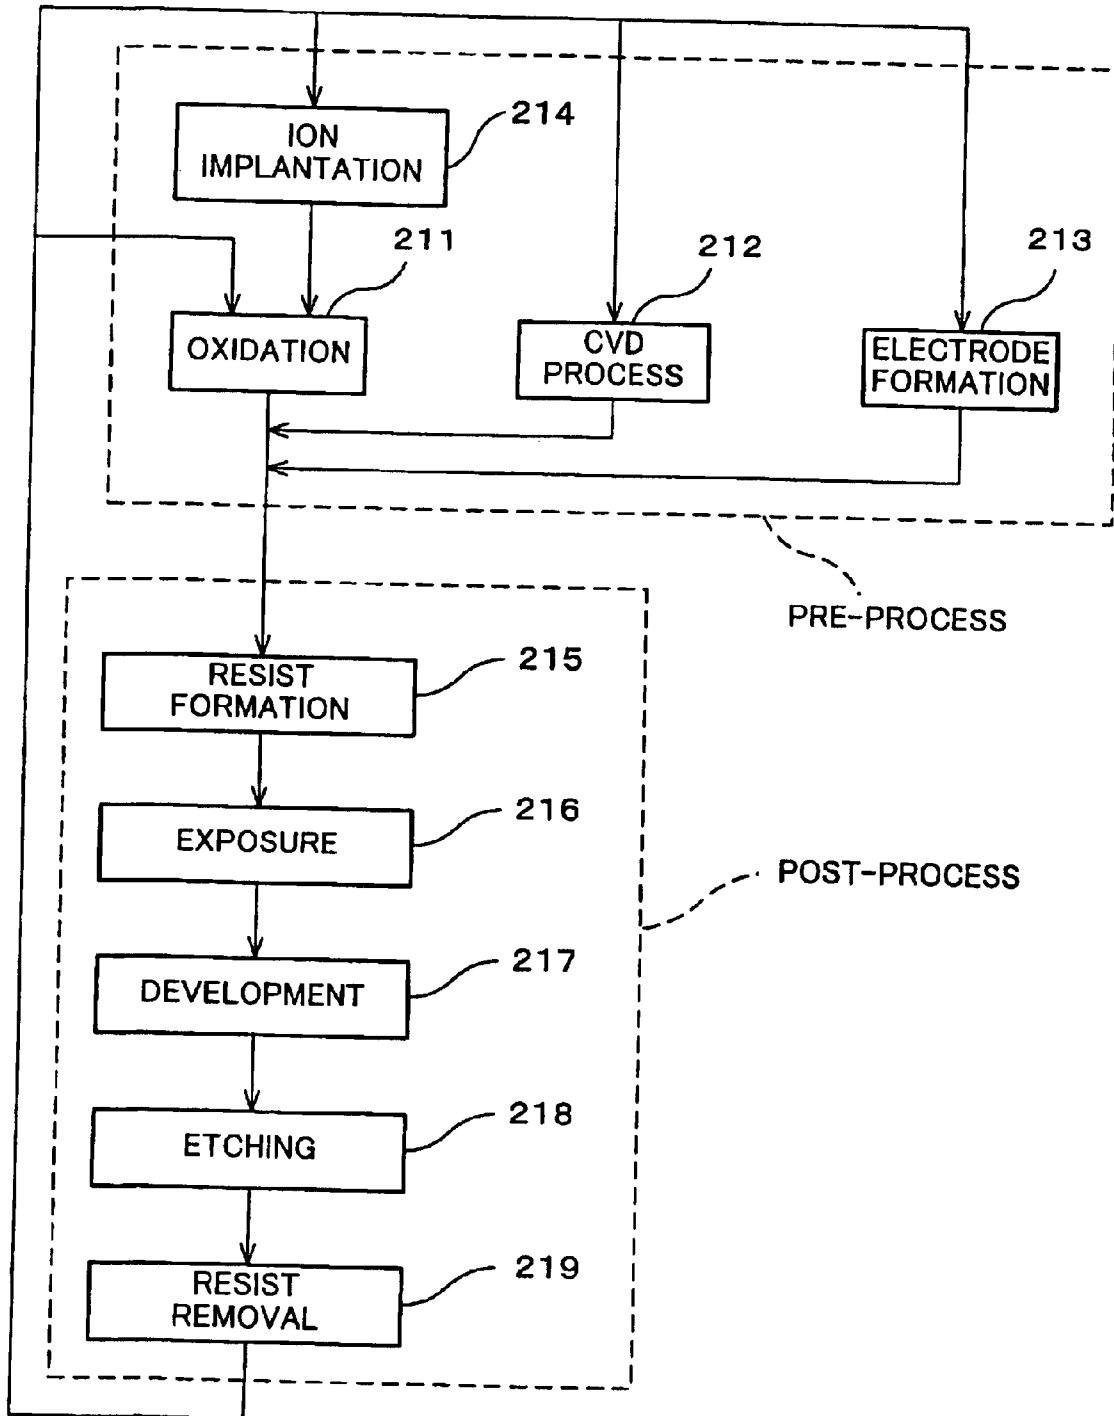 214
ION
IMPLANTATION
211
212
213
OXIDATION
CVD
PROCESS
ELECTRODE
FORMATION
PRE-PROCESS
215
RESIST
FORMATION
216
EXPOSURE
POST-PROCESS
217
DEVELOPMENT
218
ETCHING
219
RESIST
REMOVAL